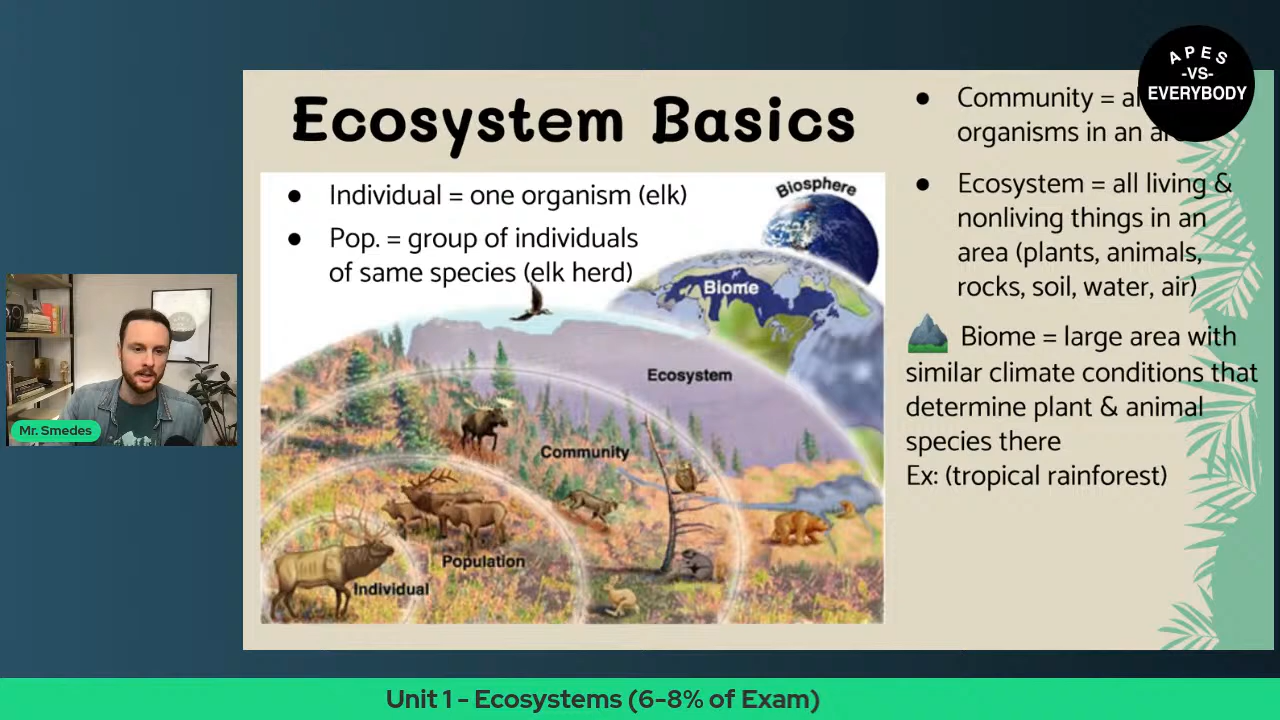 APES
-VS-
EVERYBODY
Ecosystem Basics
● Individual = one organism (elk)
● Pop. = group of individuals
of same species (elk herd)
Biosphere
Biome
Ecosystem
Community
Population
Individual
● Community =
organisms in an
● Ecosystem = all living &
nonliving things in an
area (plants, animals,
rocks, soil, water, air)
Biome = large area with
similar climate conditions that
determine plant & animal
species there
Ex: (tropical rainforest)
Mr. Smedes
Unit 1 - Ecosystems (6-8% of Exam)